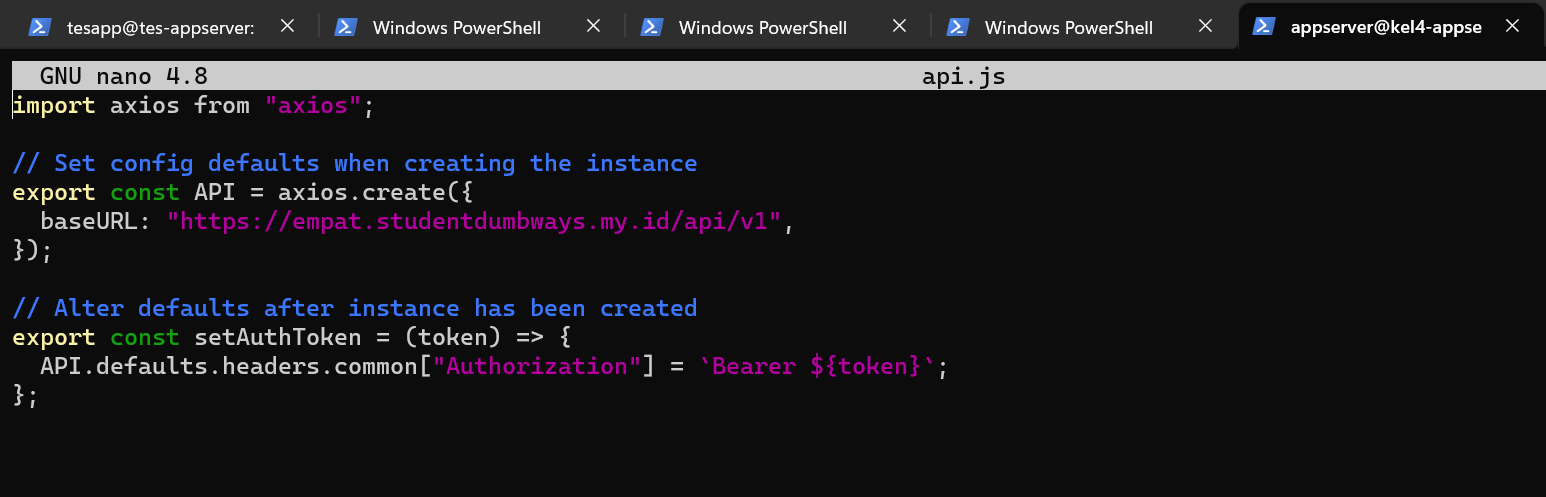 tesapp@tes-appserver:
Windows PowerShell
Windows PowerShell
Windows PowerShell
appserver@kel4-appse
GNU nano 4.8 api.js
import axios from "axios";
// Set config defaults when creating the instance
export const API = axios.create({
  baseURL: "https://empat.studentdumbways.my.id/api/v1",
});
// Alter defaults after instance has been created
export const setAuthToken = (token) => {
  API.defaults.headers.common["Authorization"] = `Bearer ${token}`;
};